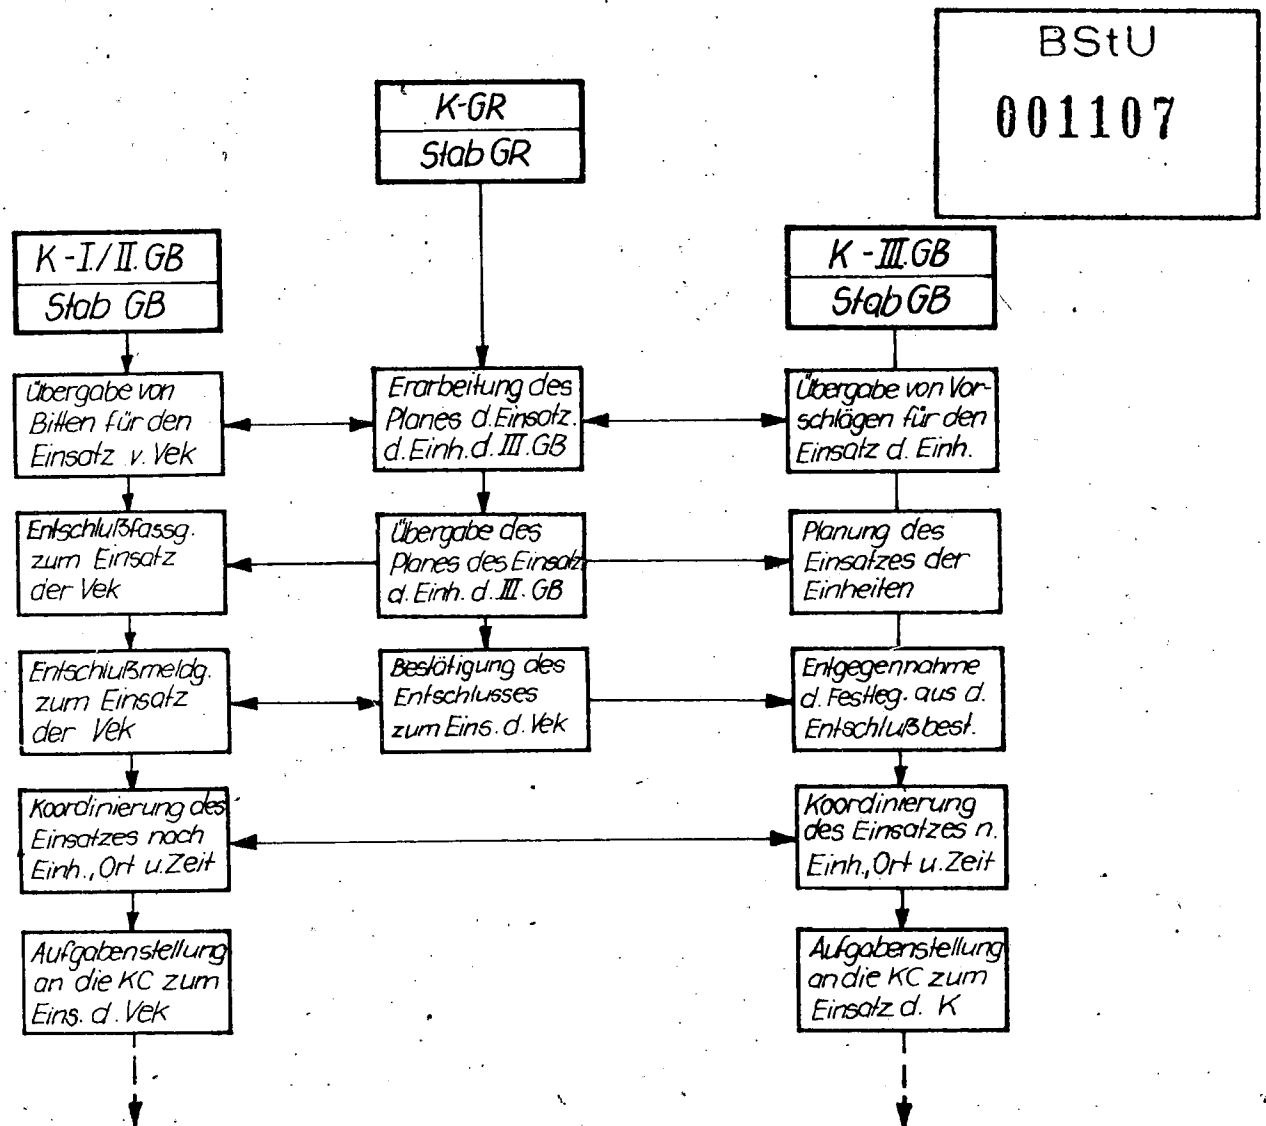 BStU
001107
K-GR
Stab GR
K-I./II.GB
Stab GB
K-III.GB
Stab GB
Übergabe von
Bitten für den
Einsatz v. Vek
Erarbeitung des
Planes d. Einsatz.
d. Einh. d. III. GB
Übergabe von Vor-
schlägen für den
Einsatz d. Einh.
Entschlußfassg.
zum Einsatz
der Vek
Übergabe des
Planes des Einsatz.
d. Einh. d. III. GB
Planung des
Einsatzes der
Einheiten
Entschlußmeldg.
zum Einsatz
der Vek
Bestätigung des
Entschlusses
zum Eins. d. Vek
Entgegennahme
d. Festleg. aus d.
Entschlußbest.
Koordinierung des
Einsatzes nach
Einh., Ort u. Zeit
Koordinierung
des Einsatzes n.
Einh., Ort u. Zeit
Aufgabenstellung
an die KC zum
Eins. d. Vek
Aufgabenstellung
an die KC zum
Einsatz d. K